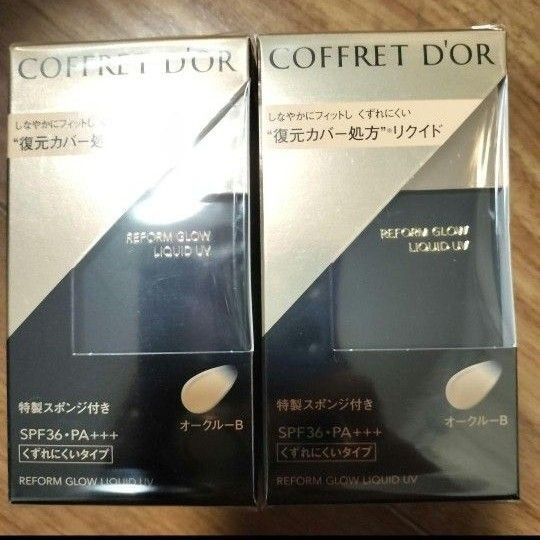 COFFRET D'OR
しなやかにフィットし く
"復元カバー処
REFORM GLOW
LIQUID UV
特製スポンジ付き
オークルーB
SPF36・PA+++
くずれにくいタイプ
REFORM GLOW LIQUID UV
COFFRET D'OR
しなやかにフィットし くずれにくい
"復元カバー処方"※リクイド
REFORM GLOW
LIQUID UV
特製スポンジ付き
オークルーB
SPF36・PA+++
くずれにくいタイプ
REFORM GLOW LIQUID UV